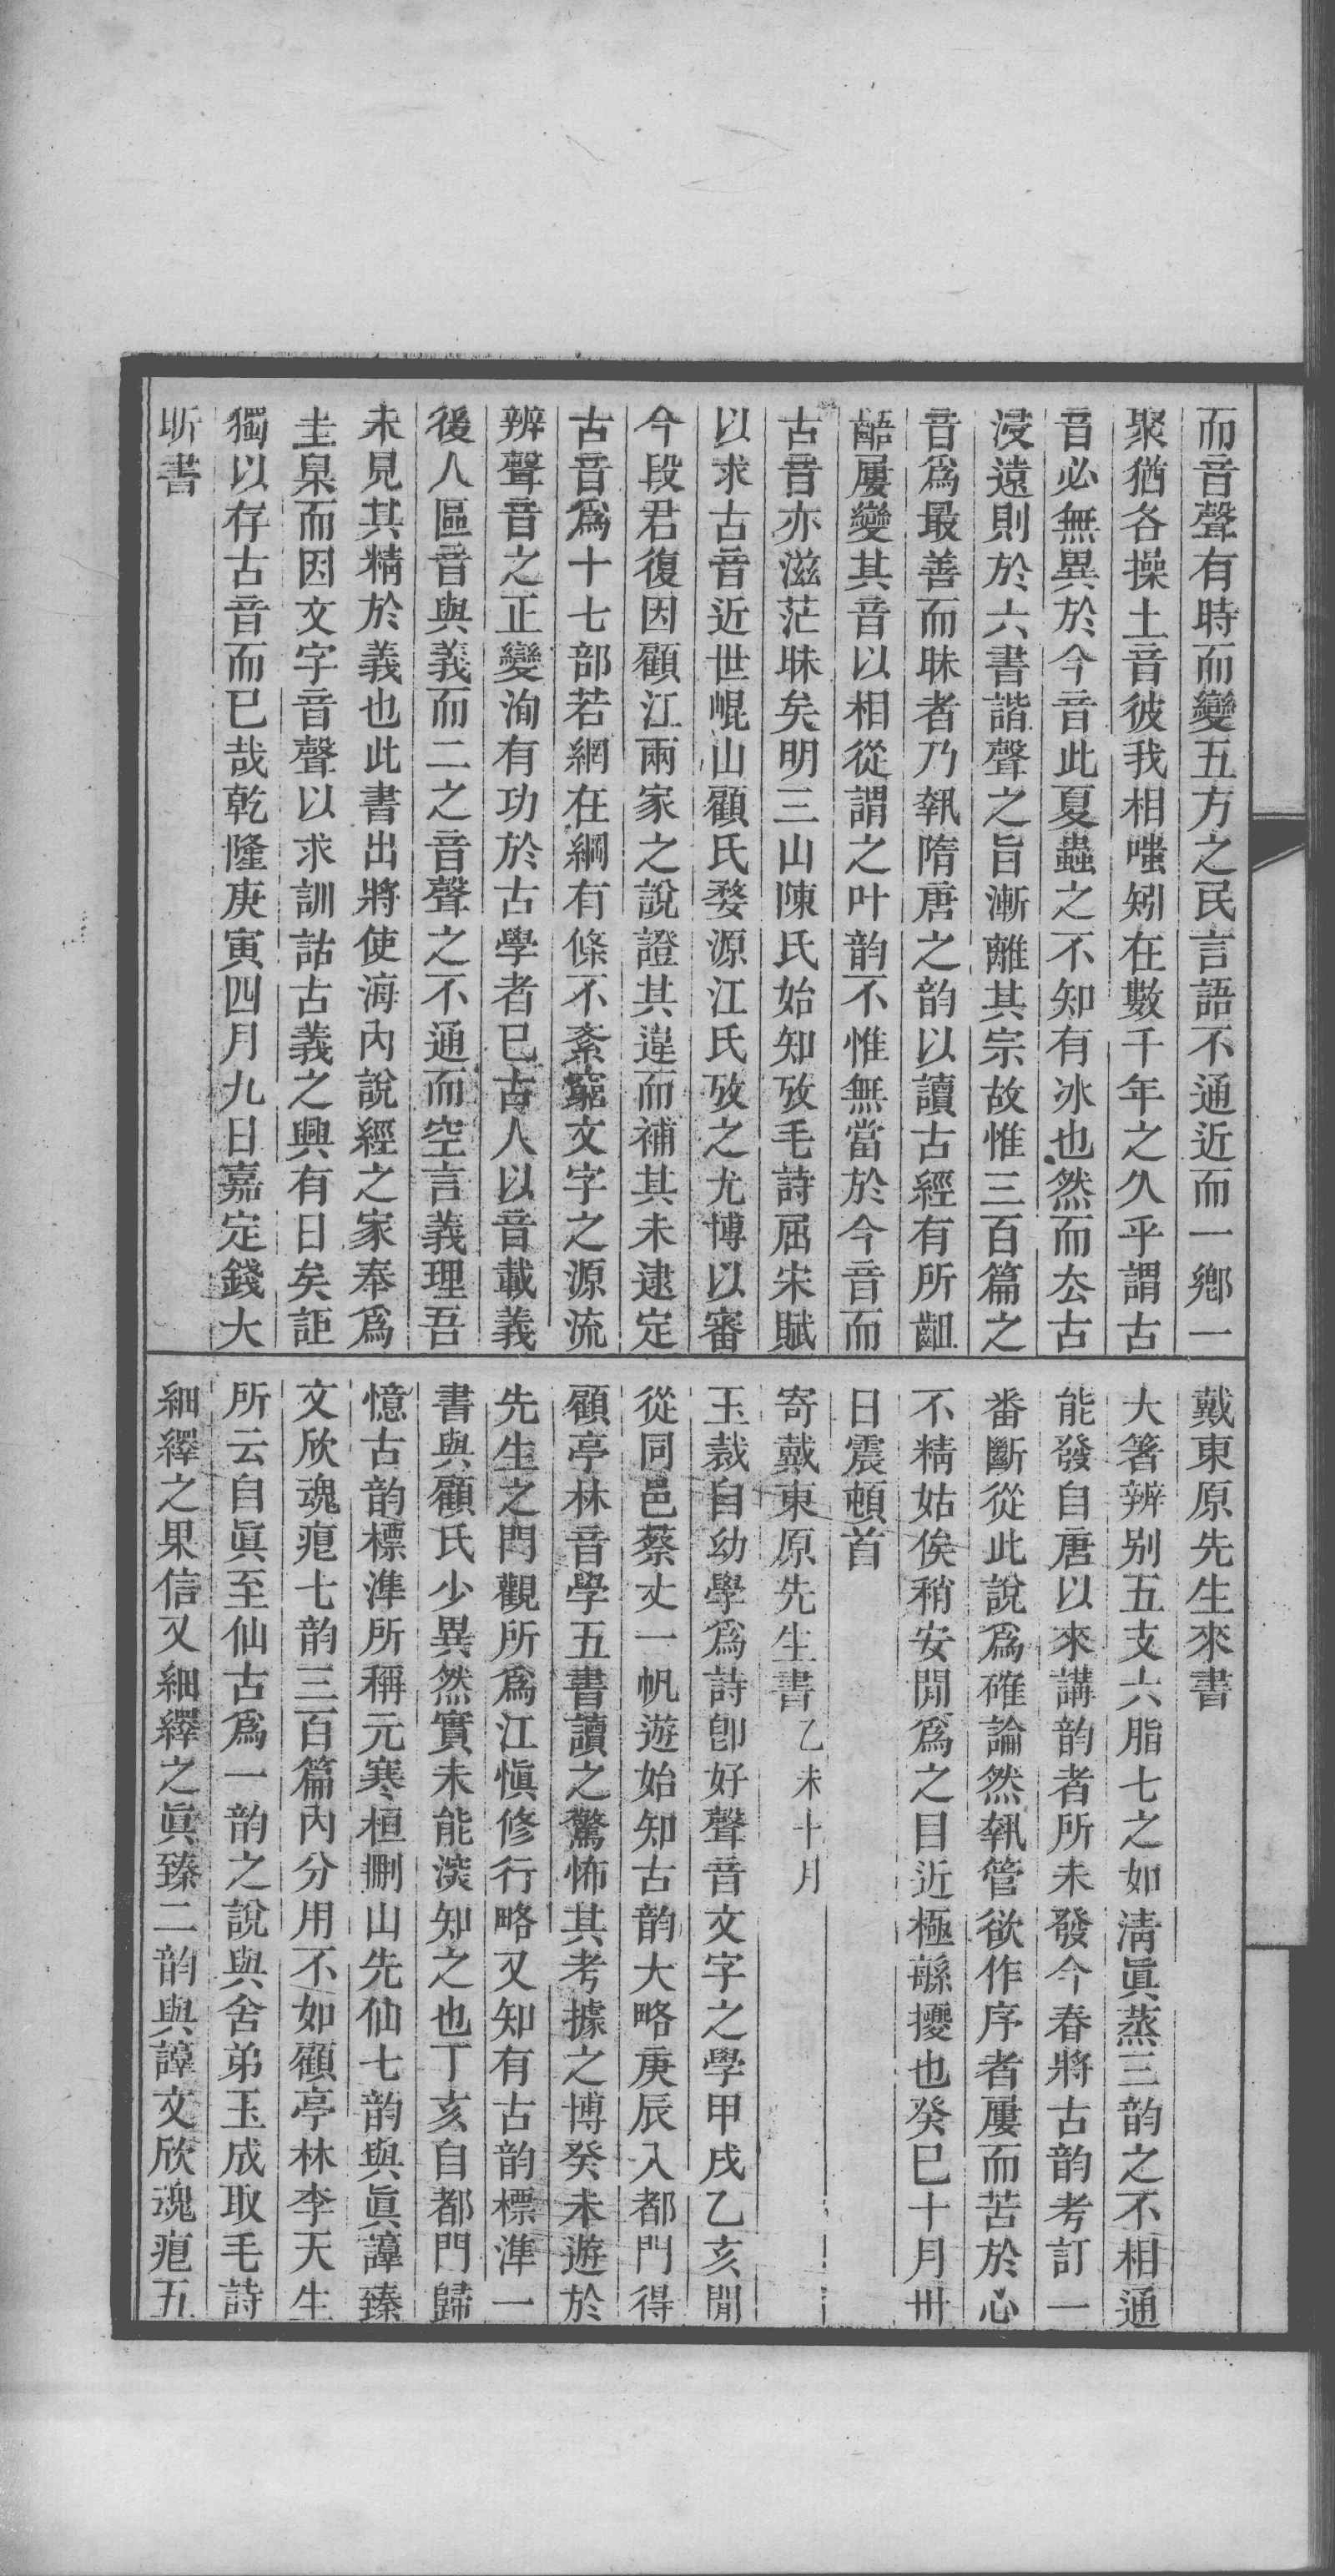 而音聲有時而變五方之民言語不通近而一鄉一
聚猶各操土音彼我相嗤矧在數千年之久乎謂古
音必無異於今音此夏蟲之不知有冰也然而去古
浸遠則於六書諧聲之旨漸離其宗故惟三百篇之
音爲最善而昧者乃執隋唐之韵以讀古經有所齟
齬屢變其音以相從謂之叶韵不惟無當於今音而
古音亦滋茫昧矣明三山陳氏始知攷毛詩屈宋賦
以求古音近世崐山顧氏婺源江氏攷之尤博以審
今段君復因顧江兩家之說證其違而補其未逮定
古音爲十七部若網在綱有條不紊窮文字之源流
辨聲音之正變洵有功於古學者已古人以音載義
後人區音與義而二之音聲之不通而空言義理吾
未見其精於義也此書出將使海內說經之家奉爲
圭臬而因文字音聲以求訓詁古義之興有日矣詎
獨以存古音而已哉乾隆庚寅四月九日嘉定錢大
昕書
戴東原先生來書
大箸辨别五支六脂七之如淸眞蒸三韵之不相通
能發自唐以來講韵者所未發今春將古韵考訂一
番斷從此說爲確論然執管欲作序者屢而苦於心
不精姑俟稍安閒爲之目近極緐擾也癸巳十月卅
日震頓首
寄戴東原先生書乙未十月
玉裁自幼學爲詩卽好聲音文字之學甲戌乙亥閒
從同邑蔡丈一帆遊始知古韵大略庚辰入都門得
顧亭林音學五書讀之驚怖其考據之博癸未遊於
先生之門觀所爲江愼修行略又知有古韵標準一
書與顧氏少異然實未能深知之也丁亥自都門歸
憶古韵標準所稱元寒桓刪山先仙七韵與眞諄臻
文欣魂痕七韵三百篇內分用不如顧亭林李天生
所云自眞至仙古爲一韵之說與舍弟玉成取毛詩
細繹之果信又細繹之眞臻二韵與諄文欣魂痕五